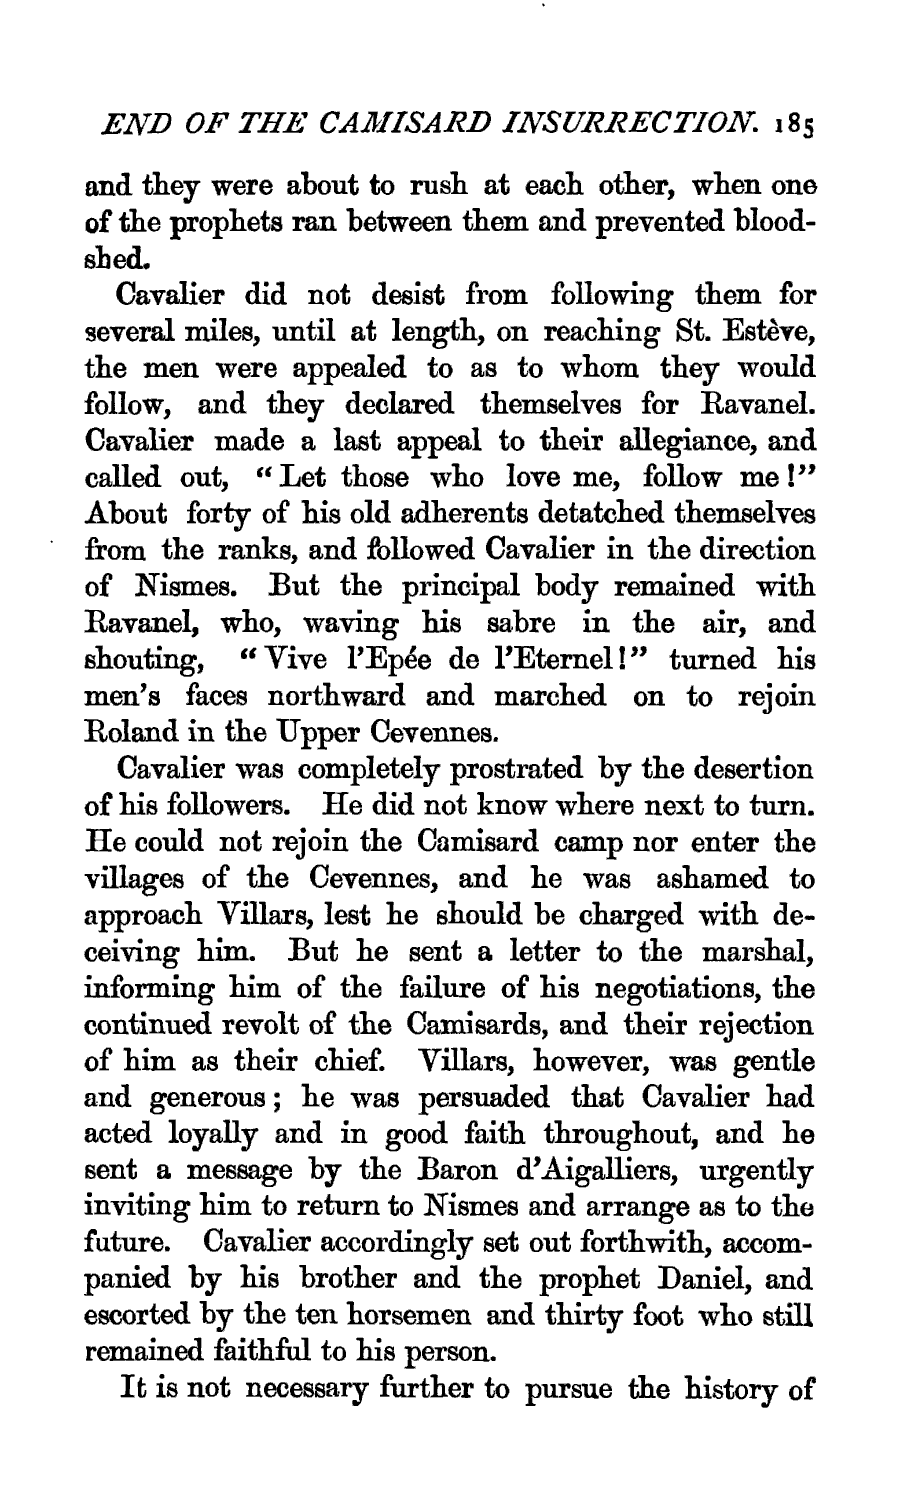 END OF THE CAMISARD INSURRECTION. 185
and they were about to rush at each other, when one
of the prophets ran between them and prevented blood-
shed.
Cavalier did not desist from following them for
several miles, until at length, on reaching St. Estève,
the men were appealed to as to whom they would
follow, and they declared themselves for Ravanel.
Cavalier made a last appeal to their allegiance, and
called out, “Let those who love me, follow me!”
About forty of his old adherents detatched themselves
from the ranks, and followed Cavalier in the direction
of Nismes. But the principal body remained with
Ravanel, who, waving his sabre in the air, and
shouting, “Vive l’Epée de l’Eternel!” turned his
men’s faces northward and marched on to rejoin
Roland in the Upper Cevennes.
Cavalier was completely prostrated by the desertion
of his followers. He did not know where next to turn.
He could not rejoin the Camisard camp nor enter the
villages of the Cevennes, and he was ashamed to
approach Villars, lest he should be charged with de-
ceiving him. But he sent a letter to the marshal,
informing him of the failure of his negotiations, the
continued revolt of the Camisards, and their rejection
of him as their chief. Villars, however, was gentle
and generous; he was persuaded that Cavalier had
acted loyally and in good faith throughout, and he
sent a message by the Baron d’Aigalliers, urgently
inviting him to return to Nismes and arrange as to the
future. Cavalier accordingly set out forthwith, accom-
panied by his brother and the prophet Daniel, and
escorted by the ten horsemen and thirty foot who still
remained faithful to his person.
It is not necessary further to pursue the history of